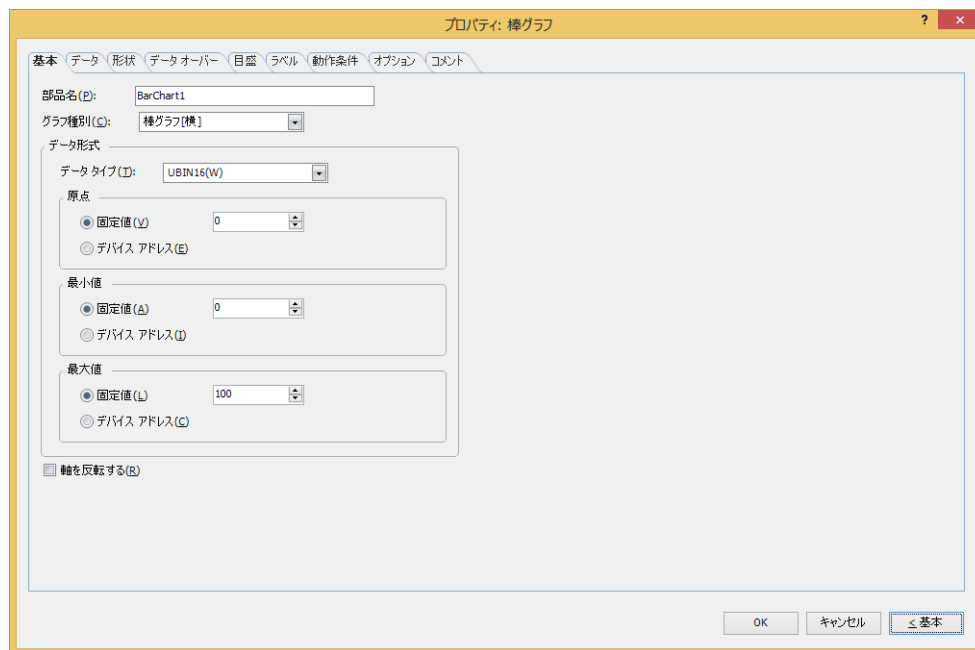 プロパティ: 棒グラフ
? ×
基本 データ 形状 データ オーバー 目盛 ラベル 動作条件 オプション コメント
部品名(P): BarChart1
グラフ種別(C): 棒グラフ[横]
データ形式
データ タイプ(T): UBIN16(W)
原点
固定値(V) 0
デバイス アドレス(E)
最小値
固定値(A) 0
デバイス アドレス(I)
最大値
固定値(L) 100
デバイス アドレス(C)
軸を反転する(R)
OK キャンセル < 基本